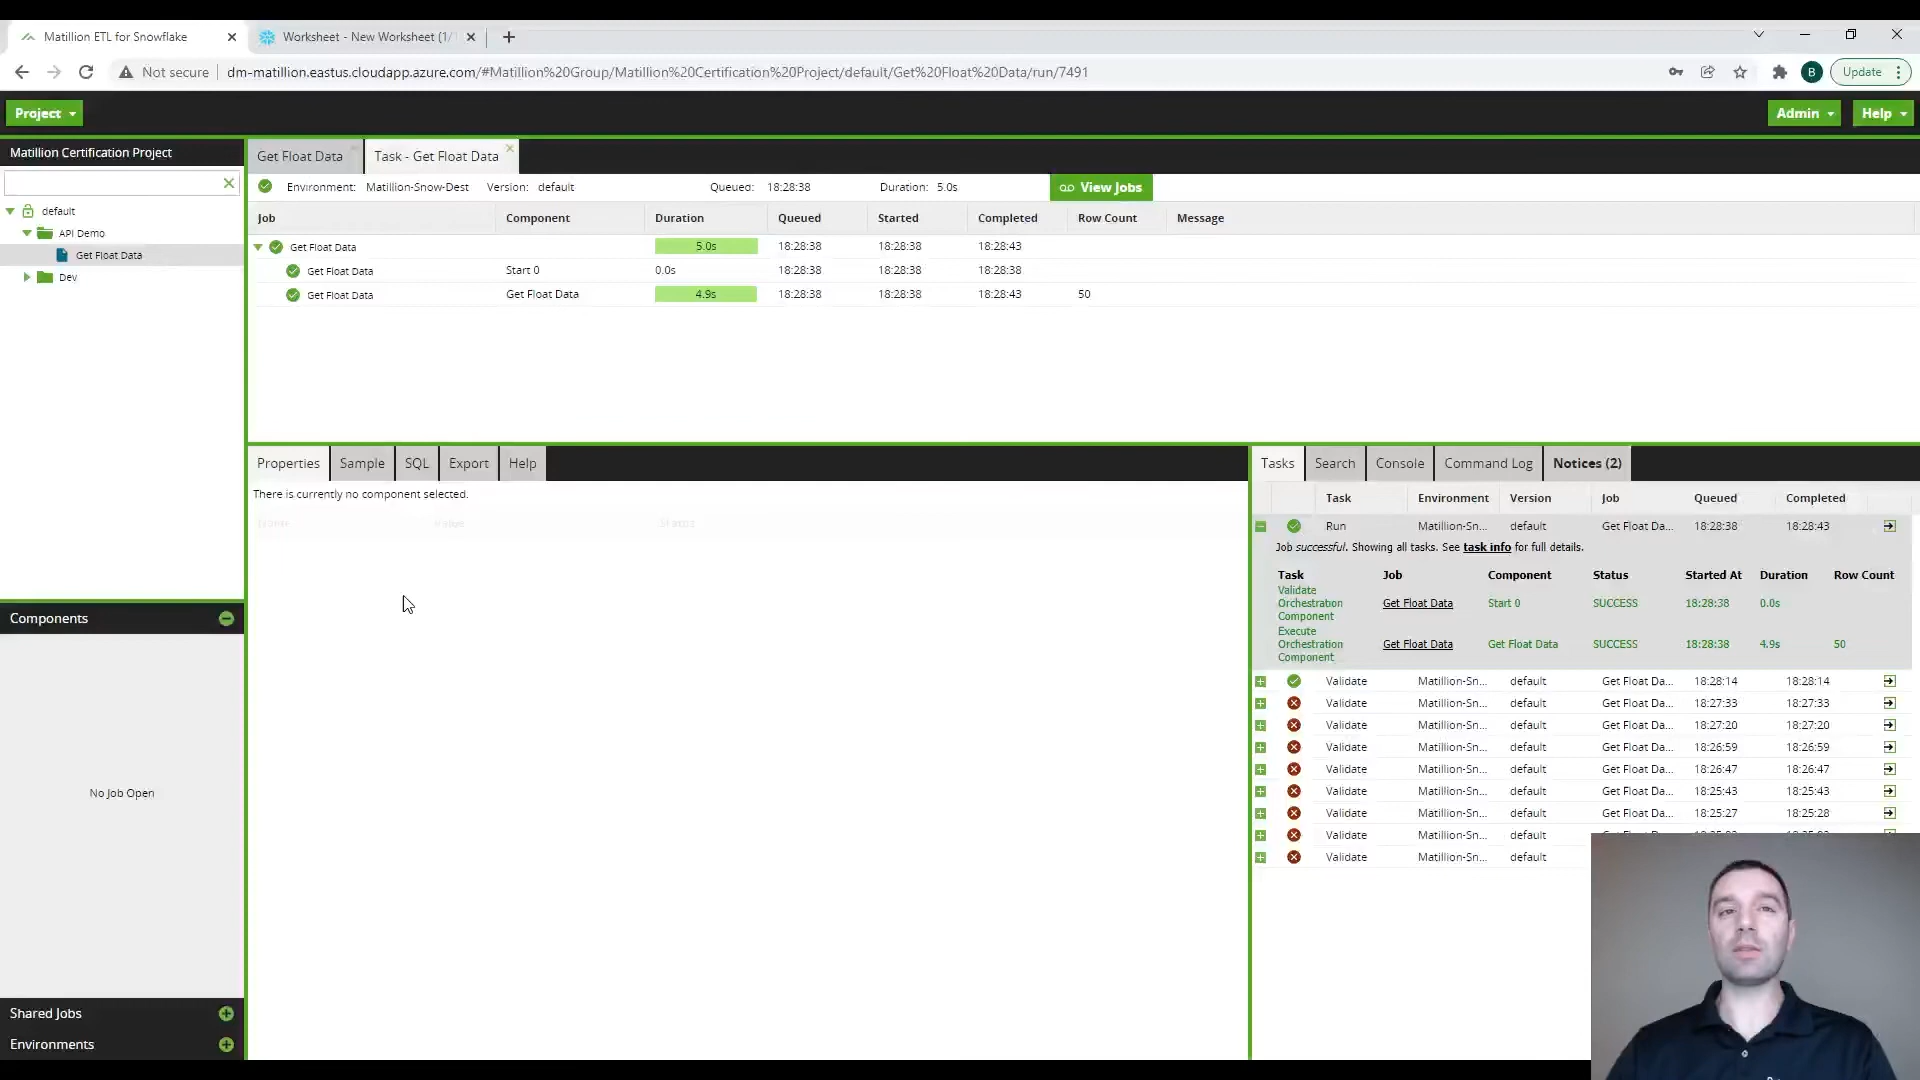 Matillion ETL for Snowflake
Worksheet - New Worksheet (1/
Not secure
dm-matillion.eastus.cloudapp.azure.com/#Matillion%20Group/Matillion%20Certification%20Project/default/Get%20Float%20Data/run/7491
B
Update
Project
Admin
Help
Matillion Certification Project
default
API Demo
Get Float Data
Dev
Get Float Data
Task - Get Float Data
Environment: Matillion-Snow-Dest Version: default Queued: 18:28:38 Duration: 5.0s
View Jobs
Job Component Duration Queued Started Completed Row Count Message
Get Float Data 5.0s 18:28:38 18:28:38 18:28:43
Get Float Data Start 0 0.0s 18:28:38 18:28:38 18:28:38
Get Float Data Get Float Data 4.9s 18:28:38 18:28:38 18:28:43 50
Properties Sample SQL Export Help
There is currently no component selected.
Name Value Status
Components
No Job Open
Shared Jobs
Environments
Tasks Search Console Command Log Notices (2)
Task Environment Version Job Queued Completed
Run Matillion-Sn... default Get Float Da... 18:28:38 18:28:43
Job successful. Showing all tasks. See task info for full details.
Task Job Component Status Started At Duration Row Count
Validate
Orchestration
Component
Get Float Data Start 0 SUCCESS 18:28:38 0.0s
Execute
Orchestration
Component
Get Float Data Get Float Data SUCCESS 18:28:38 4.9s 50
Validate Matillion-Sn... default Get Float Da... 18:28:14 18:28:14
Validate Matillion-Sn... default Get Float Da... 18:27:33 18:27:33
Validate Matillion-Sn... default Get Float Da... 18:27:20 18:27:20
Validate Matillion-Sn... default Get Float Da... 18:26:59 18:26:59
Validate Matillion-Sn... default Get Float Da... 18:26:47 18:26:47
Validate Matillion-Sn... default Get Float Da... 18:25:43 18:25:43
Validate Matillion-Sn... default Get Float Da... 18:25:27 18:25:28
Validate Matillion-Sn... default
Validate Matillion-Sn... default